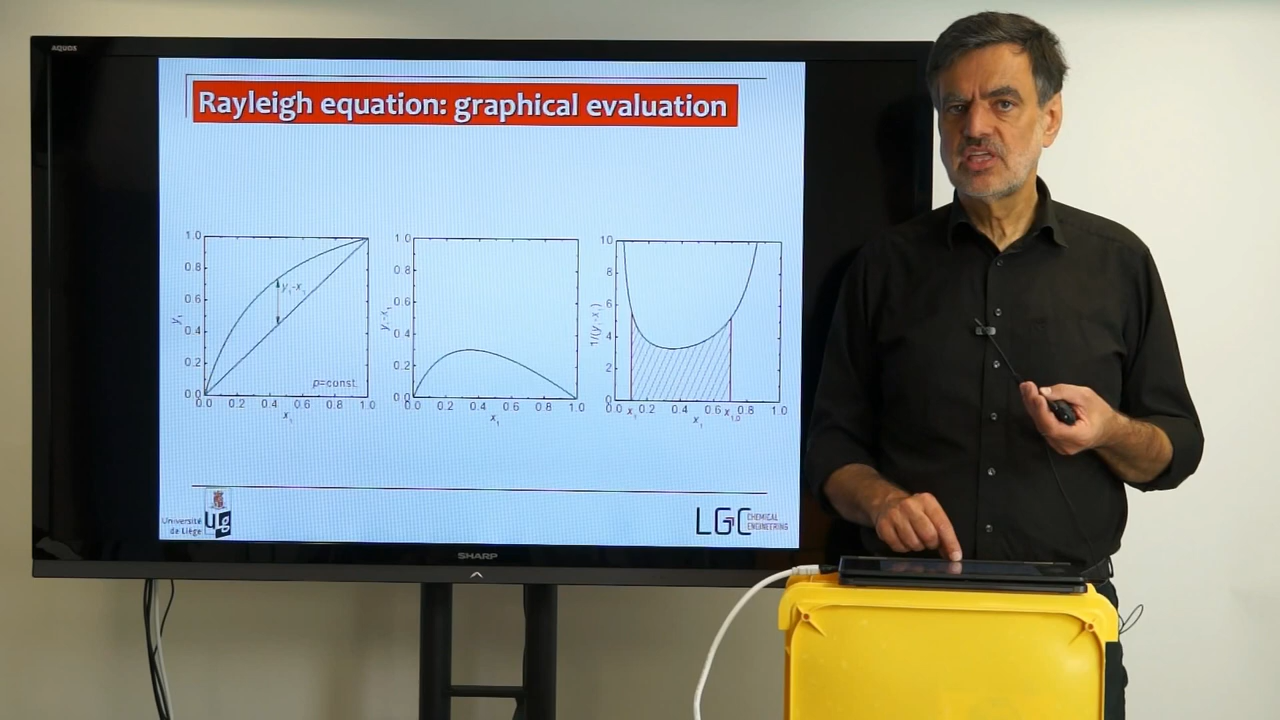 AQUOS
Rayleigh equation: graphical evaluation
1.0
0.8
0.6
0.4
0.2
0.0
y₁
y₁-x₁
p=const.
0.0 0.2 0.4 0.6 0.8 1.0
x₁
1.0
0.8
0.6
0.4
0.2
0.0
y₁-x₁
0.0 0.2 0.4 0.6 0.8 1.0
x₁
10
8
6
4
2
0
1/(y₁-x₁)
0.0 x₁ 0.2 0.4 0.6 x₁,₀ 0.8 1.0
x₁
Université
de Liège
Ug
LGC
CHEMICAL
ENGINEERING
SHARP